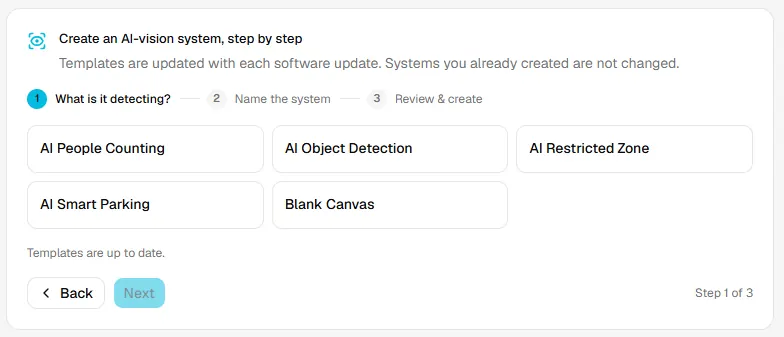 Create an AI-vision system, step by step
Templates are updated with each software update. Systems you already created are not changed.
1 What is it detecting? 2 Name the system 3 Review & create
AI People Counting AI Object Detection AI Restricted Zone
AI Smart Parking Blank Canvas
Templates are up to date.
Back Next Step 1 of 3